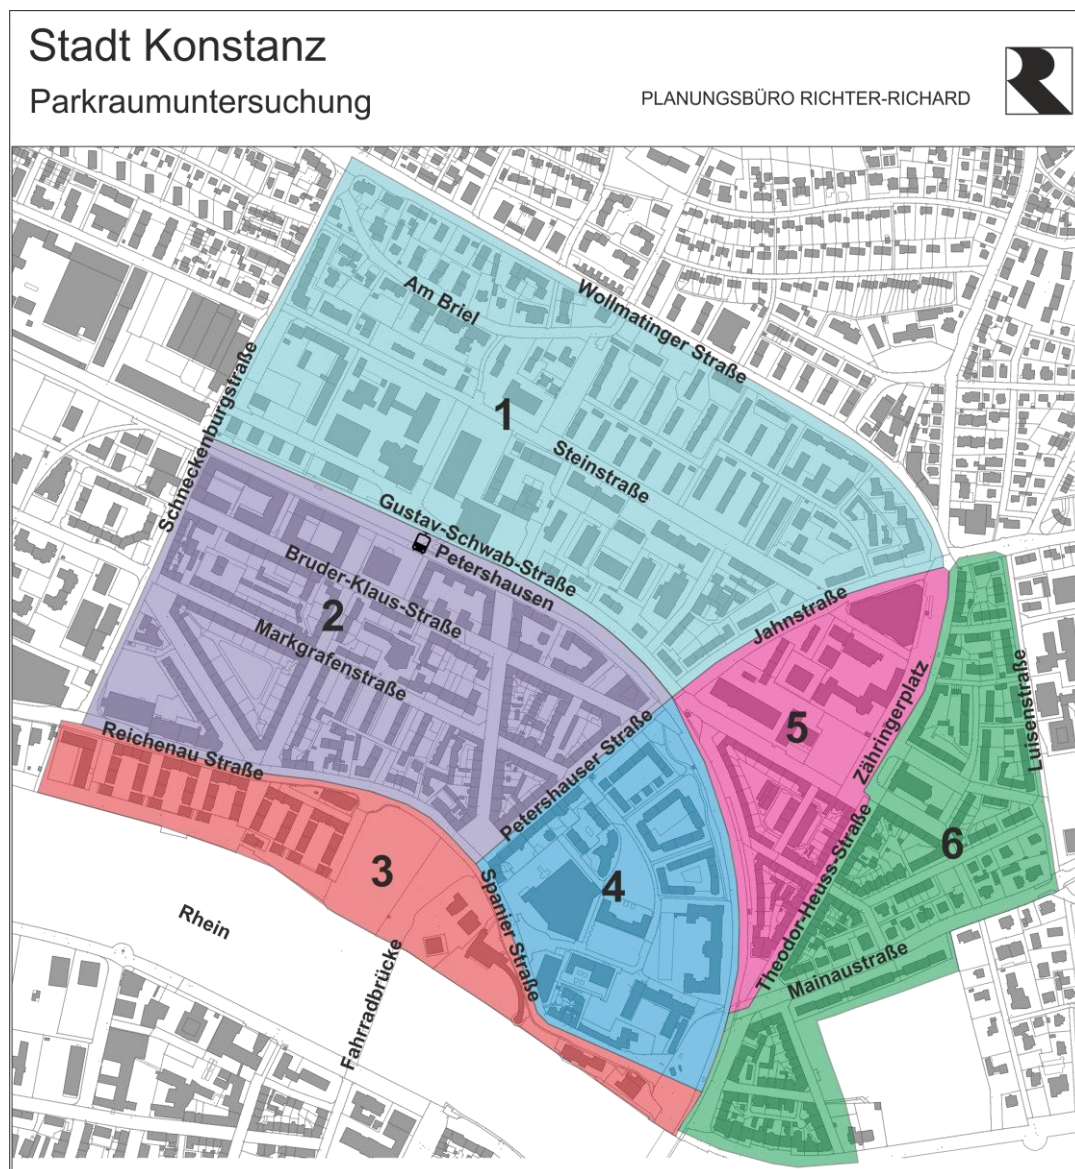 Stadt Konstanz
Parkraumuntersuchung
PLANUNGSBÜRO RICHTER-RICHARD
R
Wollmatinger Straße
Am Briel
Schneckenburgstraße
1
Steinstraße
Gustav-Schwab-Straße
Petershausen
Bruder-Klaus-Straße
2
Markgrafenstraße
Jahnstraße
Zähringerplatz
Luisenstraße
5
Petershauser Straße
Reichenau Straße
Theodor-Heuss-Straße
6
3
4
Spanier Straße
Rhein
Fahrradbrücke
Mainaustraße